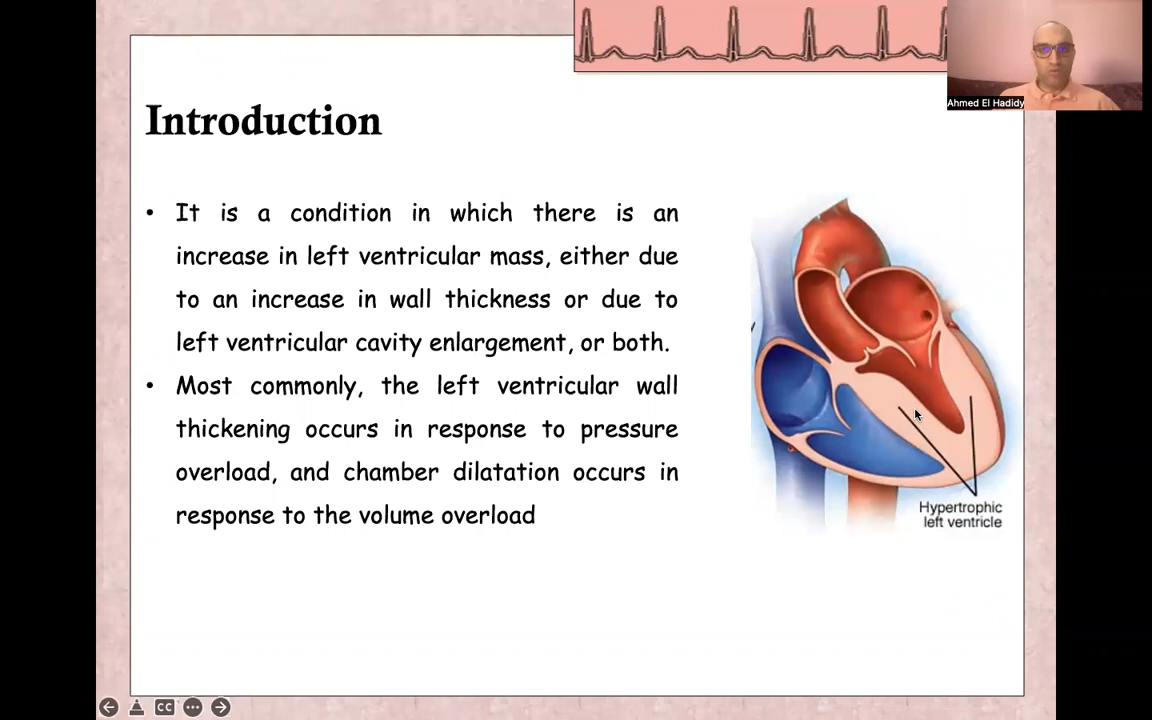 Ahmed El Hadidy
Introduction
• It is a condition in which there is an
increase in left ventricular mass, either due
to an increase in wall thickness or due to
left ventricular cavity enlargement, or both.
• Most commonly, the left ventricular wall
thickening occurs in response to pressure
overload, and chamber dilatation occurs in
response to the volume overload
Hypertrophic
left ventricle
CC